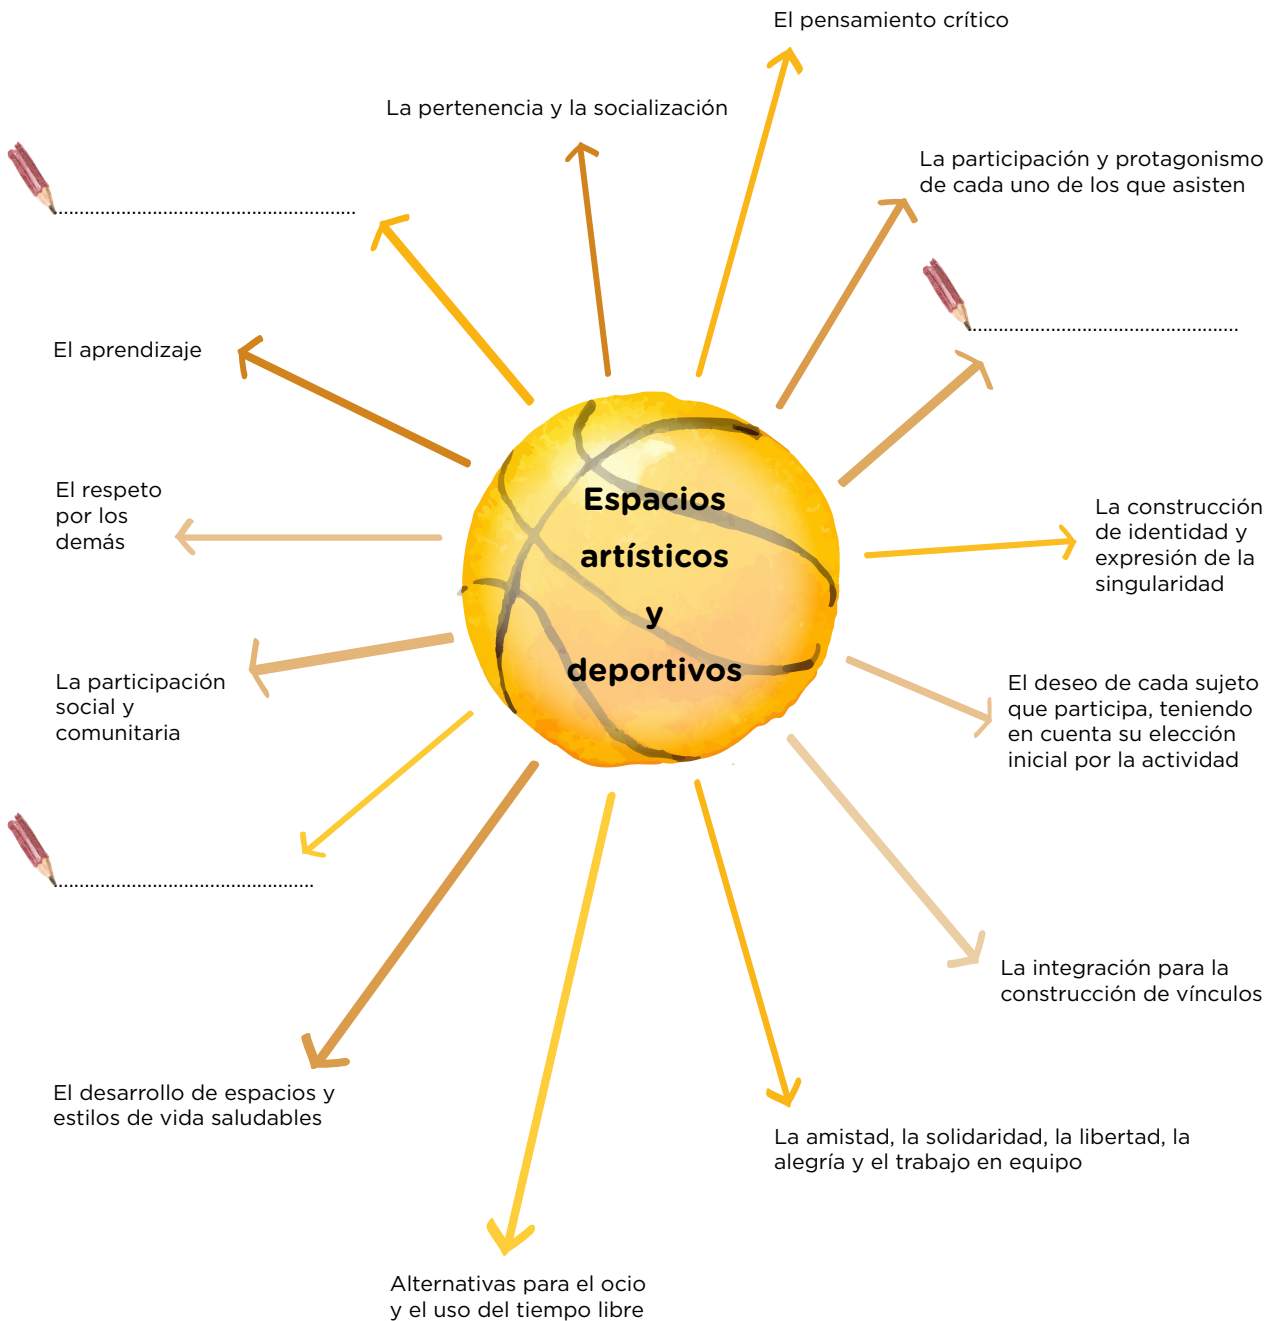 El pensamiento crítico
La pertenencia y la socialización
La participación y protagonismo
de cada uno de los que asisten
El aprendizaje
El respeto
por los
demás
Espacios
artísticos
y
deportivos
La construcción
de identidad y
expresión de la
singularidad
La participación
social y
comunitaria
El deseo de cada sujeto
que participa, teniendo
en cuenta su elección
inicial por la actividad
La integración para la
construcción de vínculos
El desarrollo de espacios y
estilos de vida saludables
La amistad, la solidaridad, la libertad, la
alegría y el trabajo en equipo
Alternativas para el ocio
y el uso del tiempo libre